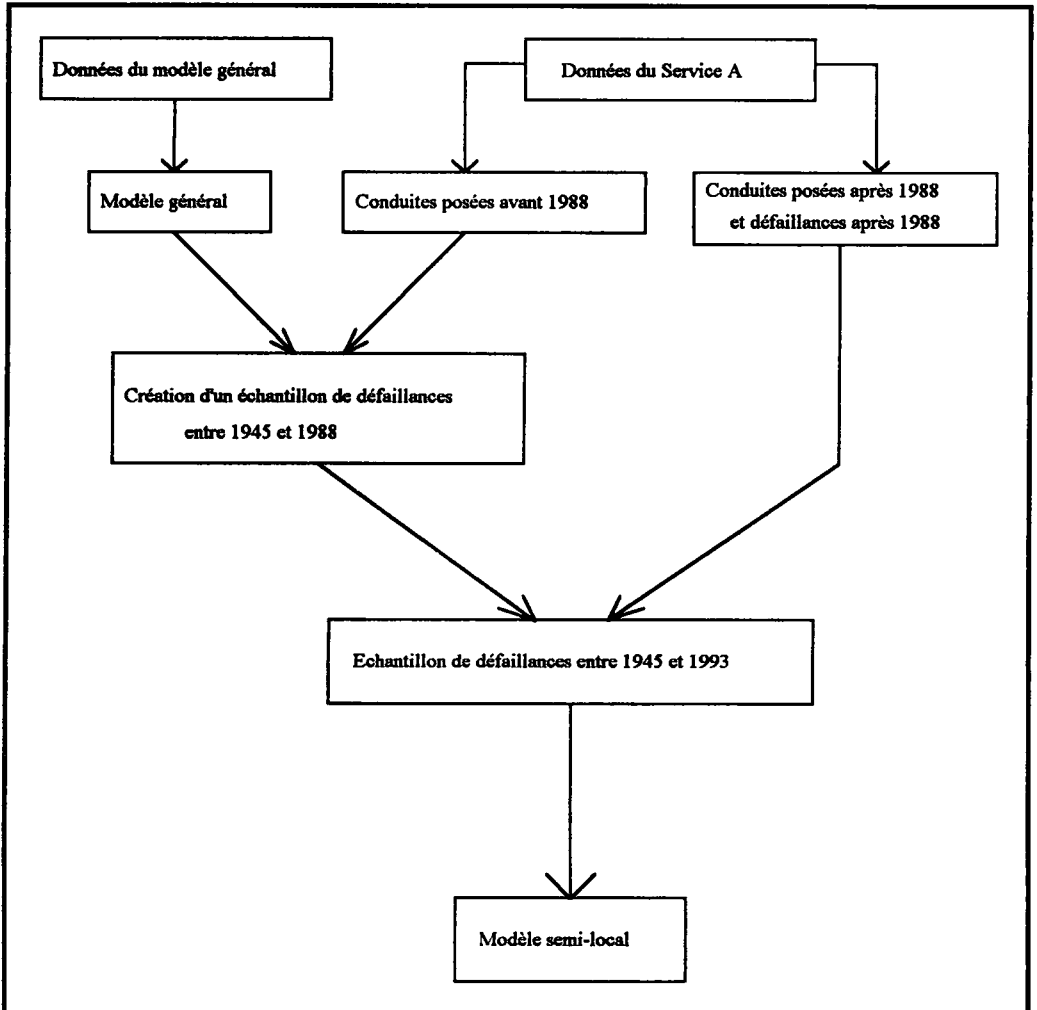 Données du modèle général
Données du Service A
Modèle général
Conduites posées avant 1988
Conduites posées après 1988
et défaillances après 1988
Création d'un échantillon de défaillances
entre 1945 et 1988
Echantillon de défaillances entre 1945 et 1993
Modèle semi-local